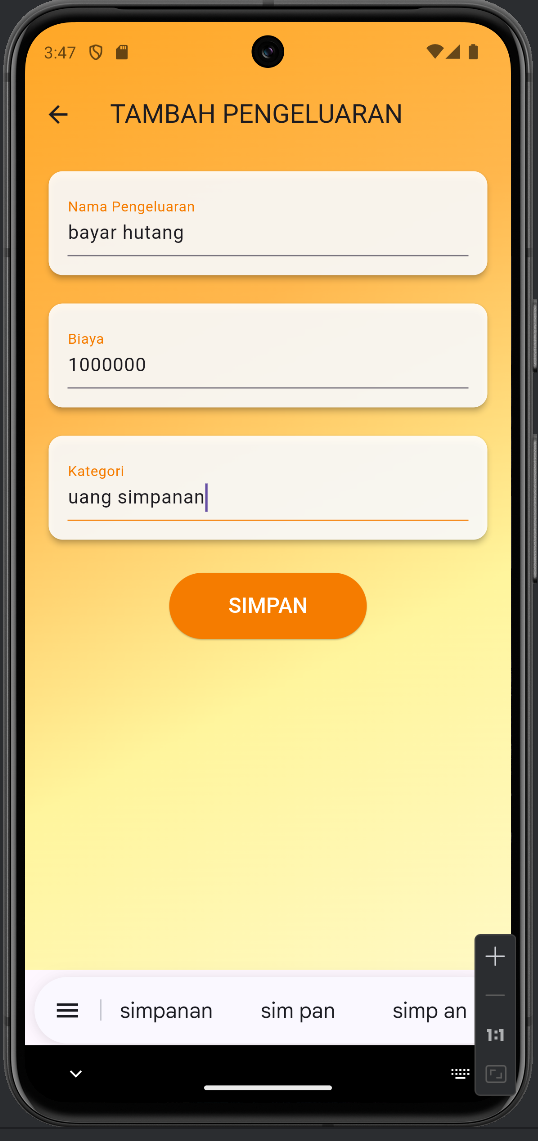 3:47
TAMBAH PENGELUARAN
Nama Pengeluaran
bayar hutang
Biaya
1000000
Kategori
uang simpanan
SIMPAN
simpanan sim pan simp an
1:1